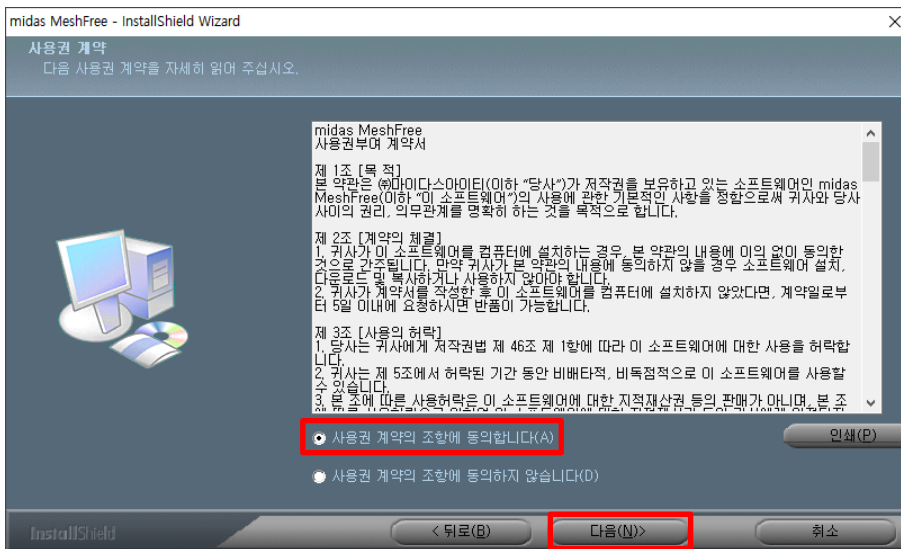 midas MeshFree - InstallShield Wizard
사용권 계약
다음 사용권 계약을 자세히 읽어 주십시오.
midas MeshFree
사용권부여 계약서
제 1조 [목 적]
본 약관은 ㈜마이다스아이티(이하 “당사”)가 저작권을 보유하고 있는 소프트웨어인 midas
MeshFree(이하 “이 소프트웨어”)의 사용에 관한 기본적인 사항을 정함으로써 귀사와 당사
사이의 권리, 의무관계를 명확히 하는 것을 목적으로 합니다.
제 2조 [계약의 체결]
1. 귀사가 이 소프트웨어를 컴퓨터에 설치하는 경우, 본 약관의 내용에 이의 없이 동의한
것으로 간주됩니다. 만약 귀사가 본 약관의 내용에 동의하지 않을 경우 소프트웨어 설치,
다운로드 및 복사하거나 사용하지 않아야 합니다.
2. 귀사가 계약서를 작성한 후 이 소프트웨어를 컴퓨터에 설치하지 않았다면, 계약일로부
터 5일 이내에 요청하시면 반품이 가능합니다.
제 3조 [사용의 허락]
1. 당사는 귀사에게 저작권법 제 46조 제 1항에 따라 이 소프트웨어에 대한 사용을 허락합
니다.
2. 귀사는 제 5조에서 허락된 기간 동안 비배타적, 비독점적으로 이 소프트웨어를 사용할
수 있습니다.
3. 본 조에 따른 사용허락은 이 소프트웨어에 대한 지적재산권 등의 판매가 아니며, 본 조
사용권 계약의 조항에 동의합니다(A)
인쇄(P)
사용권 계약의 조항에 동의하지 않습니다(D)
InstallShield
< 뒤로(B)
다음(N)>
취소